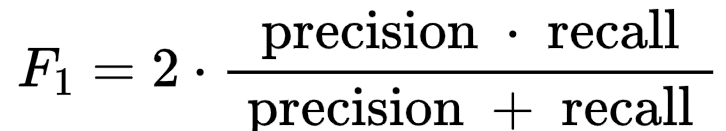 F₁ = 2 · (precision · recall) / (precision + recall)